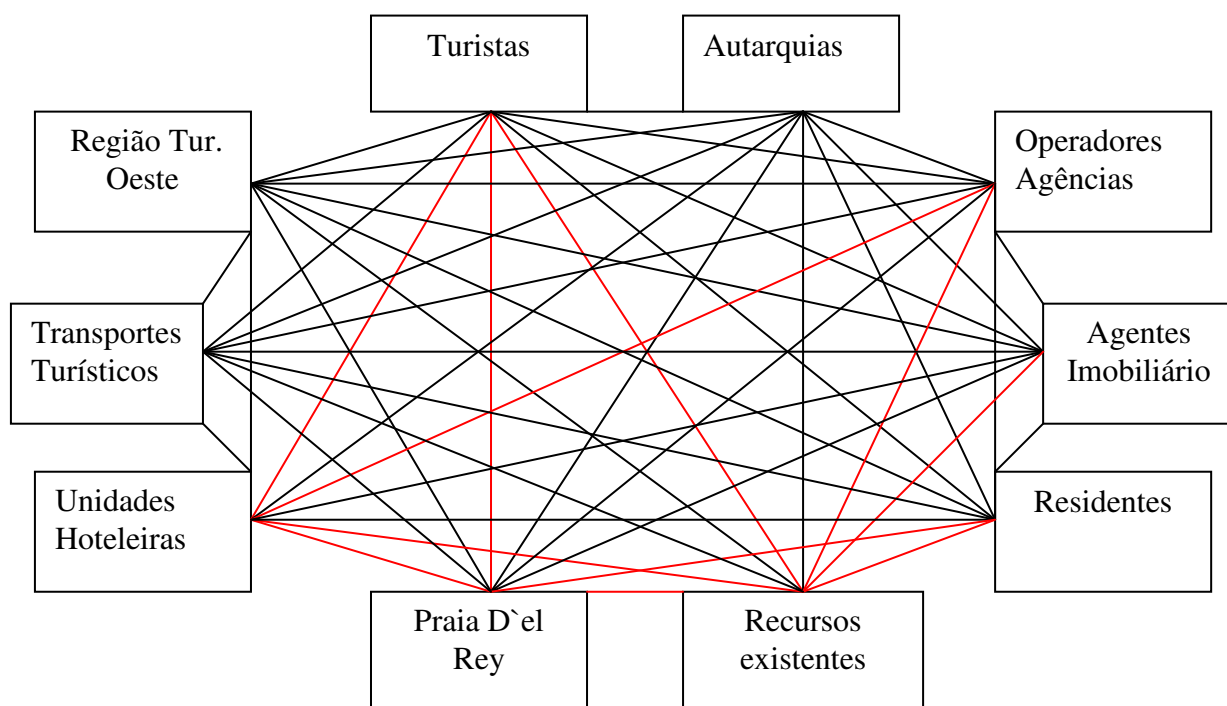 Turistas
Autarquias
Região Tur.
Oeste
Operadores
Agências
Transportes
Turísticos
Agentes
Imobiliário
Unidades
Hoteleiras
Residentes
Praia D`el
Rey
Recursos
existentes